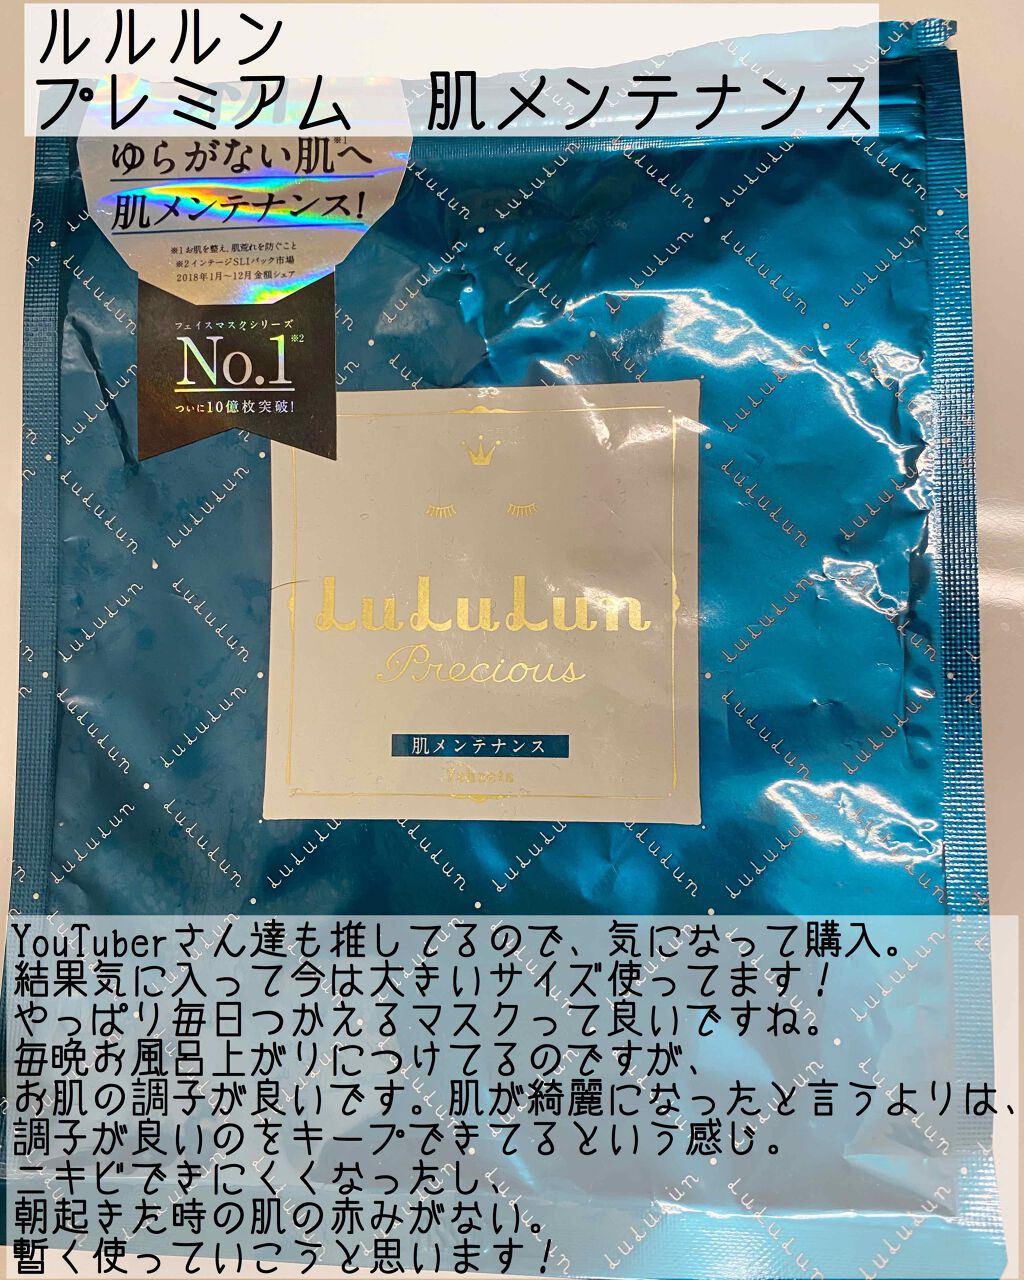 ルルルン
プレミアム　肌メンテナンス
ゆらがない肌へ※1
肌メンテナンス!
※1 お肌を整え、肌荒れを防ぐこと
※2 インテージSLI パック市場
2018年1月〜12月 金額シェア
フェイスマスクシリーズ
No.1※2
ついに10億枚突破!
LuLuLun
Precious
肌メンテナンス
YouTuberさん達も推してるので、気になって購入。
結果気に入って今は大きいサイズ使ってます！
やっぱり毎日つかえるマスクって良いですね。
毎晩お風呂上がりにつけてるのですが、
お肌の調子が良いです。肌が綺麗になったと言うよりは、
調子が良いのをキープできてるという感じ。
ニキビできにくくなったし、
朝起きた時の肌の赤みがない。
暫く使っていこうと思います！